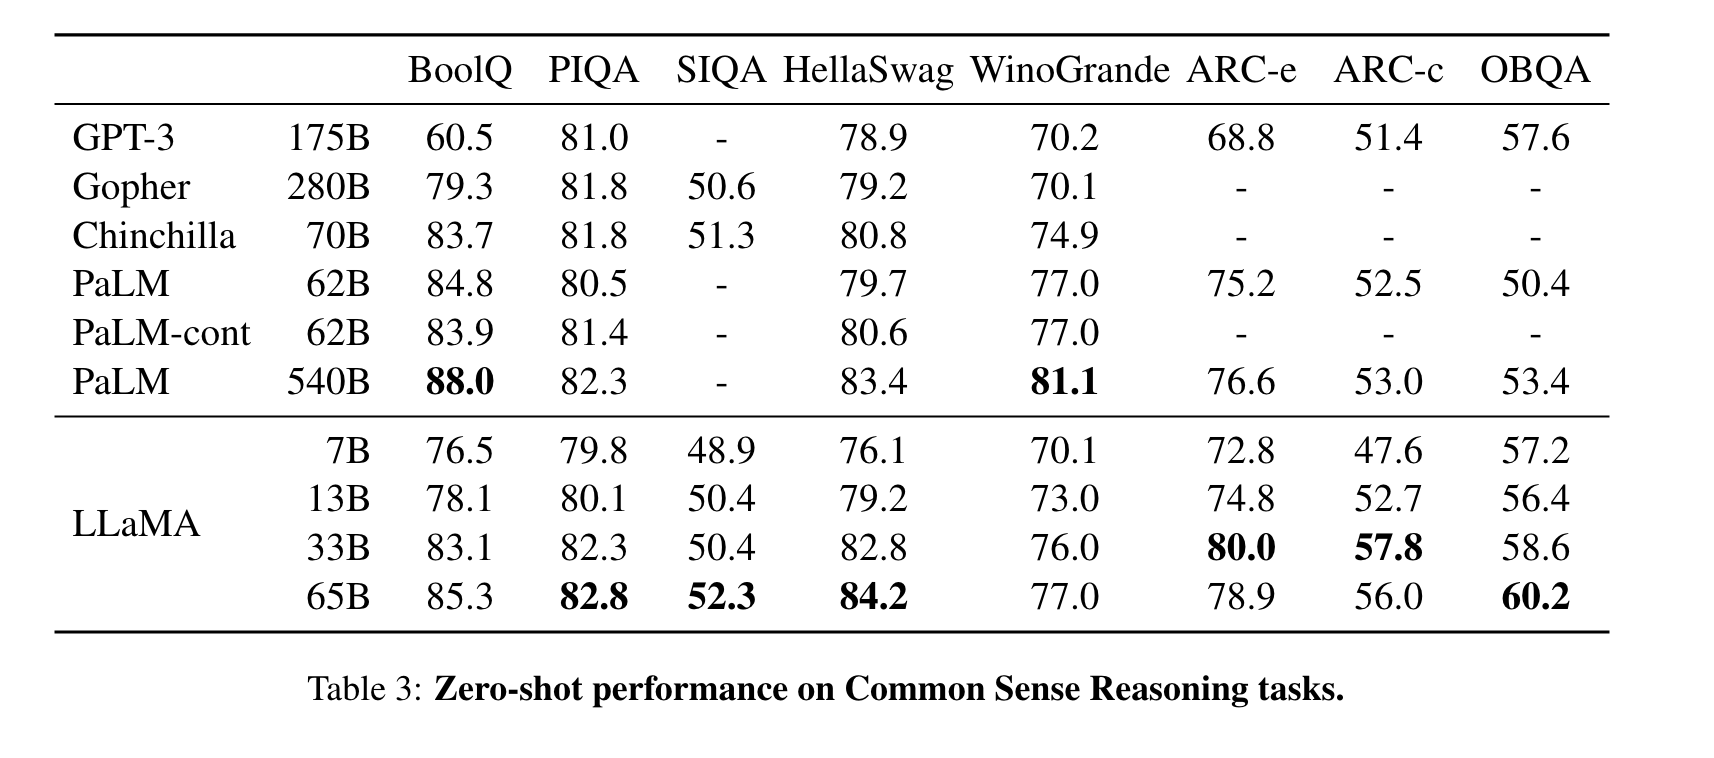 BoolQ PIQA SIQA HellaSwag WinoGrande ARC-e ARC-c OBQA
GPT-3 175B 60.5 81.0 - 78.9 70.2 68.8 51.4 57.6
Gopher 280B 79.3 81.8 50.6 79.2 70.1 - - -
Chinchilla 70B 83.7 81.8 51.3 80.8 74.9 - - -
PaLM 62B 84.8 80.5 - 79.7 77.0 75.2 52.5 50.4
PaLM-cont 62B 83.9 81.4 - 80.6 77.0 - - -
PaLM 540B 88.0 82.3 - 83.4 81.1 76.6 53.0 53.4
LLaMA
7B 76.5 79.8 48.9 76.1 70.1 72.8 47.6 57.2
13B 78.1 80.1 50.4 79.2 73.0 74.8 52.7 56.4
33B 83.1 82.3 50.4 82.8 76.0 80.0 57.8 58.6
65B 85.3 82.8 52.3 84.2 77.0 78.9 56.0 60.2
Table 3: Zero-shot performance on Common Sense Reasoning tasks.